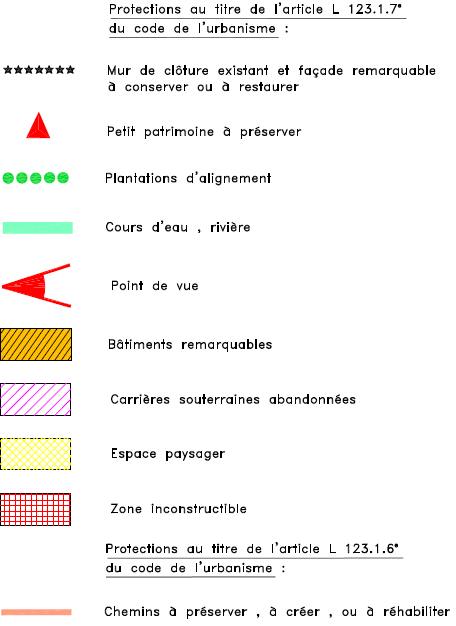 Protections au titre de l'article L 123.1.7°
du code de l'urbanisme :
Mur de clôture existant et façade remarquable
à conserver ou à restaurer
Petit patrimoine à préserver
Plantations d'alignement
Cours d'eau , rivière
Point de vue
Bâtiments remarquables
Carrières souterraines abandonnées
Espace paysager
Zone inconstructible
Protections au titre de l'article L 123.1.6°
du code de l'urbanisme :
Chemins à préserver , à créer , ou à réhabiliter